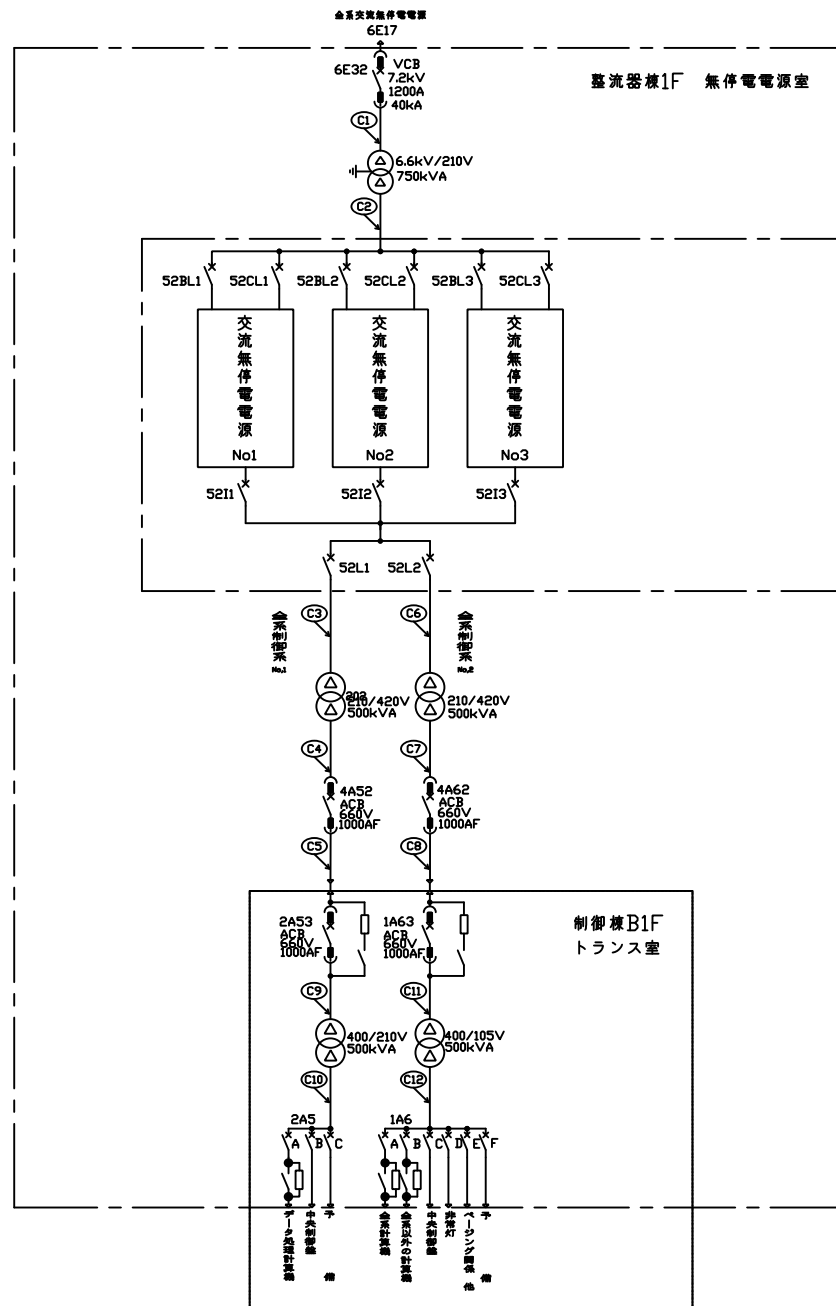 全系交流無停電電源
6E17
6E32
VCB
7.2kV
1200A
40kA
整流器棟1F 無停電電源室
C1
6.6kV/210V
750kVA
C2
52BL1
52CL1
52BL2
52CL2
52BL3
52CL3
交流無停電電源
No1
交流無停電電源
No2
交流無停電電源
No3
52I1
52I2
52I3
52L1
52L2
全系制御系
No.1
C3
C6
全系制御系
No.2
202
210/420V
500kVA
210/420V
500kVA
C4
C7
4A52
ACB
660V
1000AF
4A62
ACB
660V
1000AF
C5
C8
2A53
ACB
660V
1000AF
1A63
ACB
660V
1000AF
制御棟B1F
トランス室
C9
C11
400/210V
500kVA
400/105V
500kVA
C10
C12
2A5
A
B
C
1A6
A
B
C
D
E
F
データ処理計算機
中央制御盤
予備
全系計算機
全系以外の計算機
中央制御盤
非常灯
ページング関係 他
予備